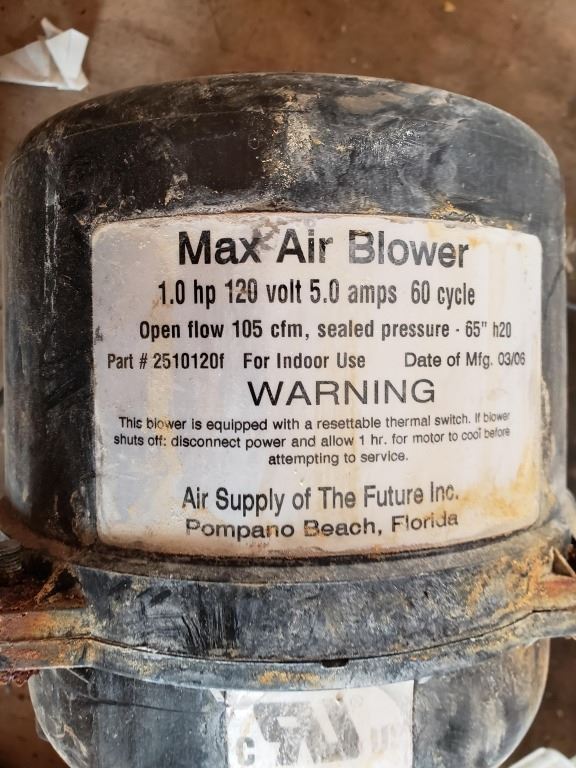 Max Air Blower
1.0 hp 120 volt 5.0 amps 60 cycle
Open flow 105 cfm, sealed pressure - 65" h20
Part # 2510120f For Indoor Use Date of Mfg. 03/06
WARNING
This blower is equipped with a resettable thermal switch. If blower
shuts off: disconnect power and allow 1 hr. for motor to cool before
attempting to service.
Air Supply of The Future Inc.
Pompano Beach, Florida
C